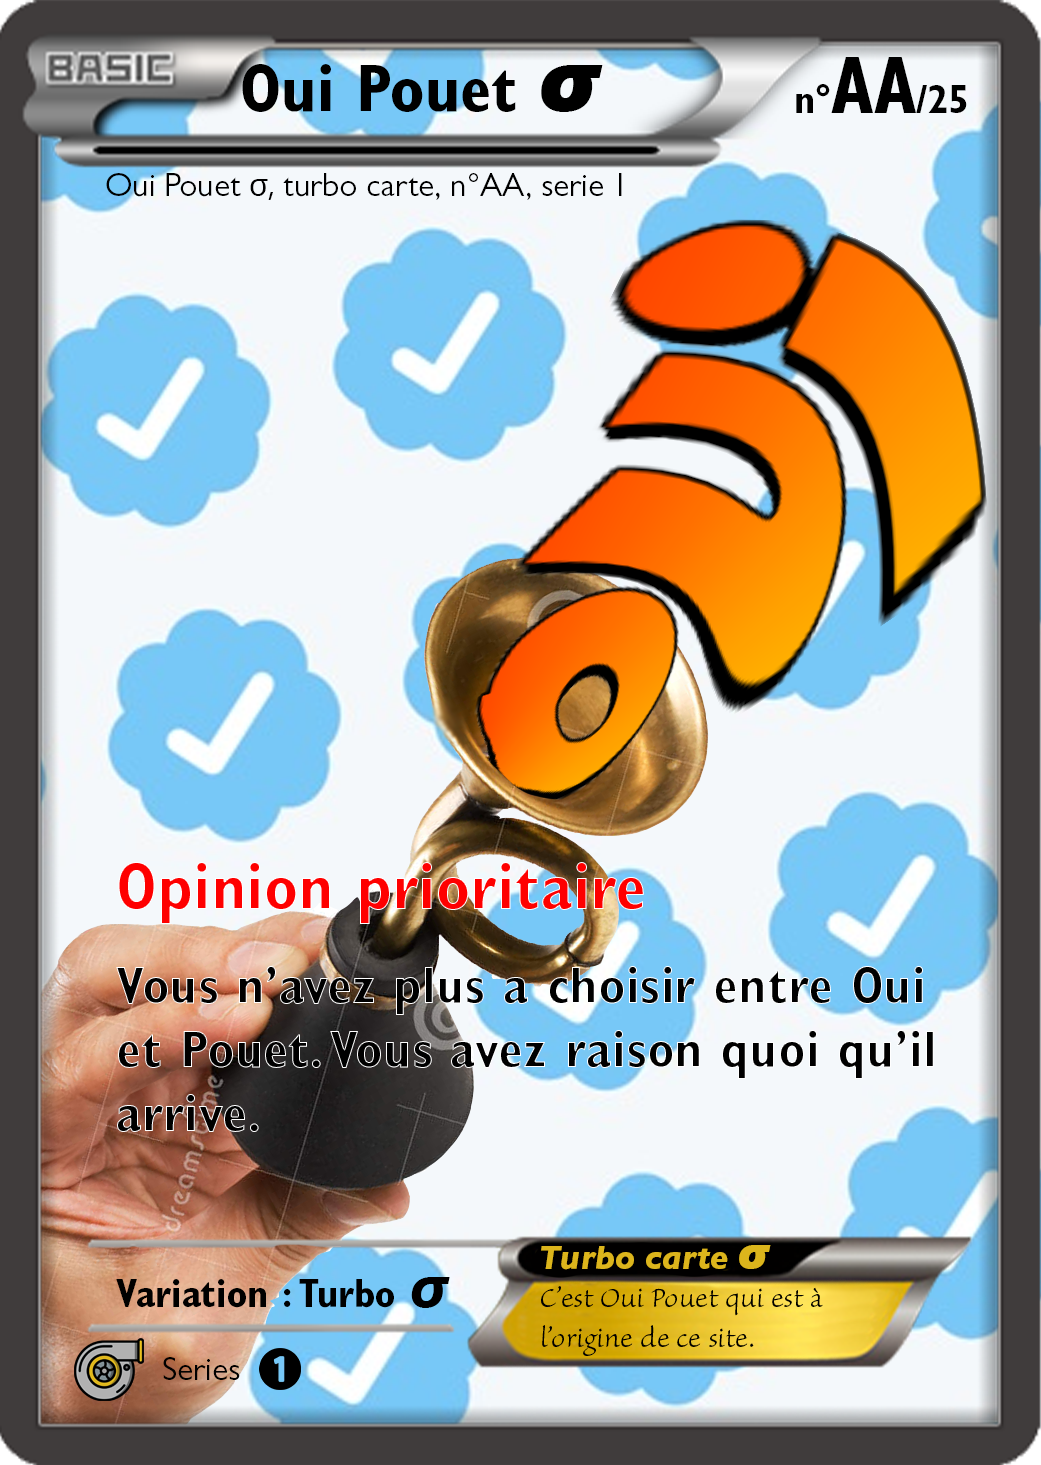 BASIC
Oui Pouet σ
n°AA/25
Oui Pouet σ, turbo carte, n°AA, serie 1
oui
Opinion prioritaire
Vous n'avez plus a choisir entre Oui
et Pouet. Vous avez raison quoi qu'il
arrive.
dreamstime
Turbo carte σ
C'est Oui Pouet qui est à
l'origine de ce site.
Variation : Turbo σ
Series 1